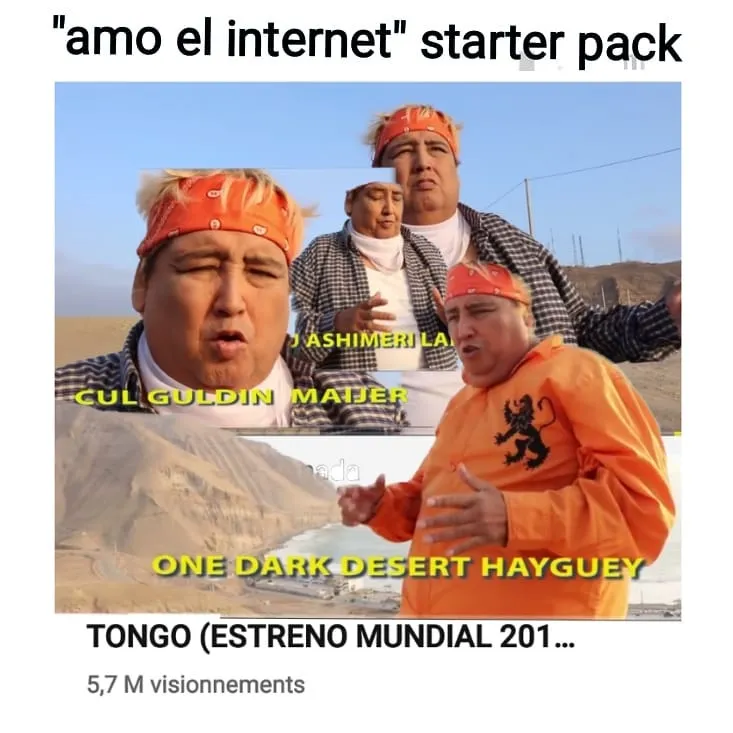 "amo el internet" starter pack
J ASHIMERI LA
CUL GULDIN MAIJER
ada
ONE DARK DESERT HAYGUEY
TONGO (ESTRENO MUNDIAL 201...
5,7 M visionnements